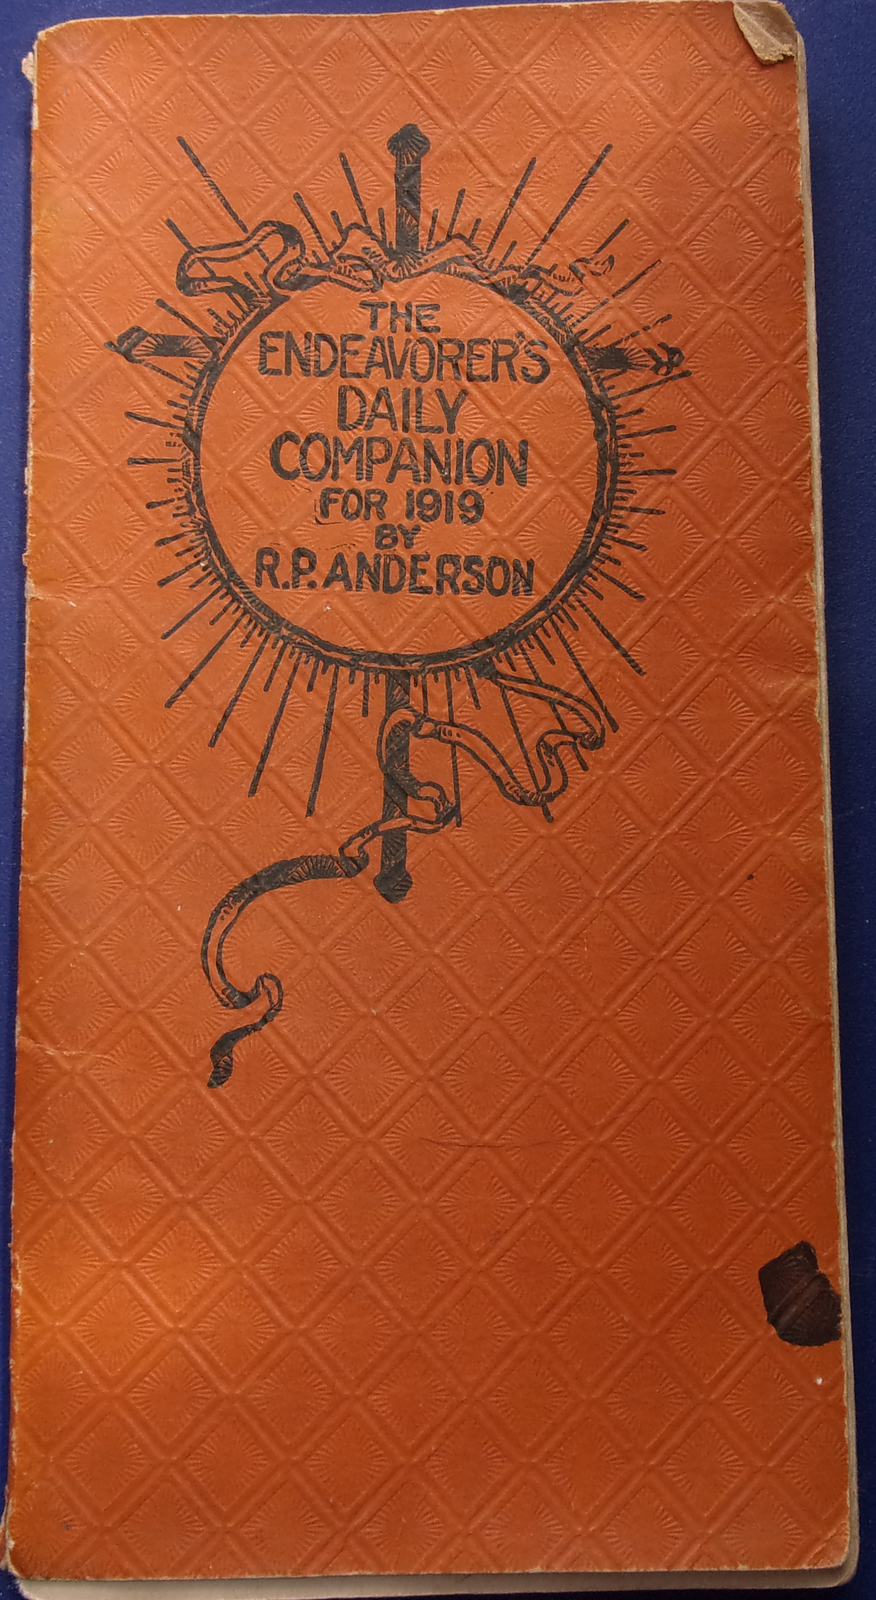 THE
ENDEAVORER'S
DAILY
COMPANION
FOR 1919
BY
R.P. ANDERSON